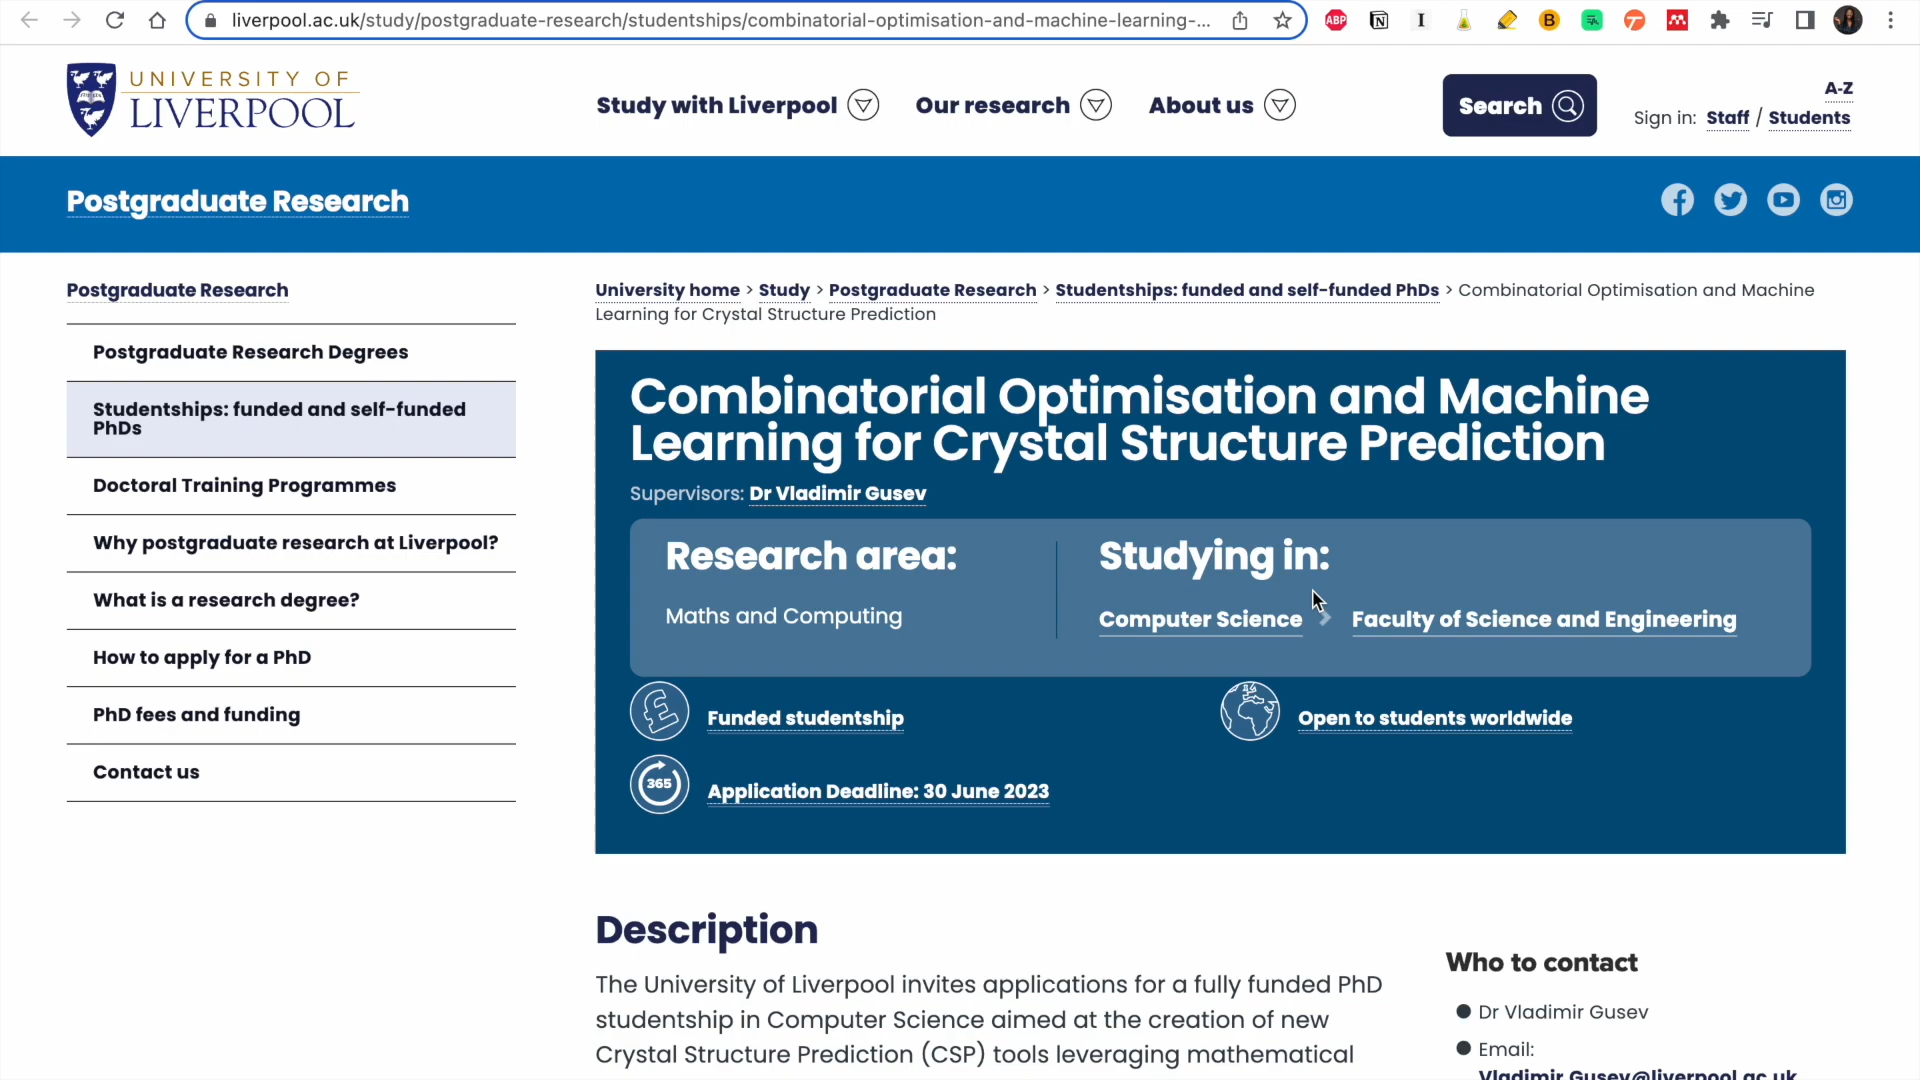 liverpool.ac.uk/study/postgraduate-research/studentships/combinatorial-optimisation-and-machine-learning-...
ABP
UNIVERSITY OF
LIVERPOOL
Study with Liverpool
Our research
About us
Search
A-Z
Sign in: Staff / Students
Postgraduate Research
Postgraduate Research
Postgraduate Research Degrees
Studentships: funded and self-funded
PhDs
Doctoral Training Programmes
Why postgraduate research at Liverpool?
What is a research degree?
How to apply for a PhD
PhD fees and funding
Contact us
University home > Study > Postgraduate Research > Studentships: funded and self-funded PhDs > Combinatorial Optimisation and Machine
Learning for Crystal Structure Prediction
Combinatorial Optimisation and Machine
Learning for Crystal Structure Prediction
Supervisors: Dr Vladimir Gusev
Research area:
Maths and Computing
Studying in:
Computer Science
Faculty of Science and Engineering
Funded studentship
Open to students worldwide
365
Application Deadline: 30 June 2023
Description
The University of Liverpool invites applications for a fully funded PhD
studentship in Computer Science aimed at the creation of new
Crystal Structure Prediction (CSP) tools leveraging mathematical
Who to contact
Dr Vladimir Gusev
Email:
Vladimir.Gusev@liverpool.ac.uk